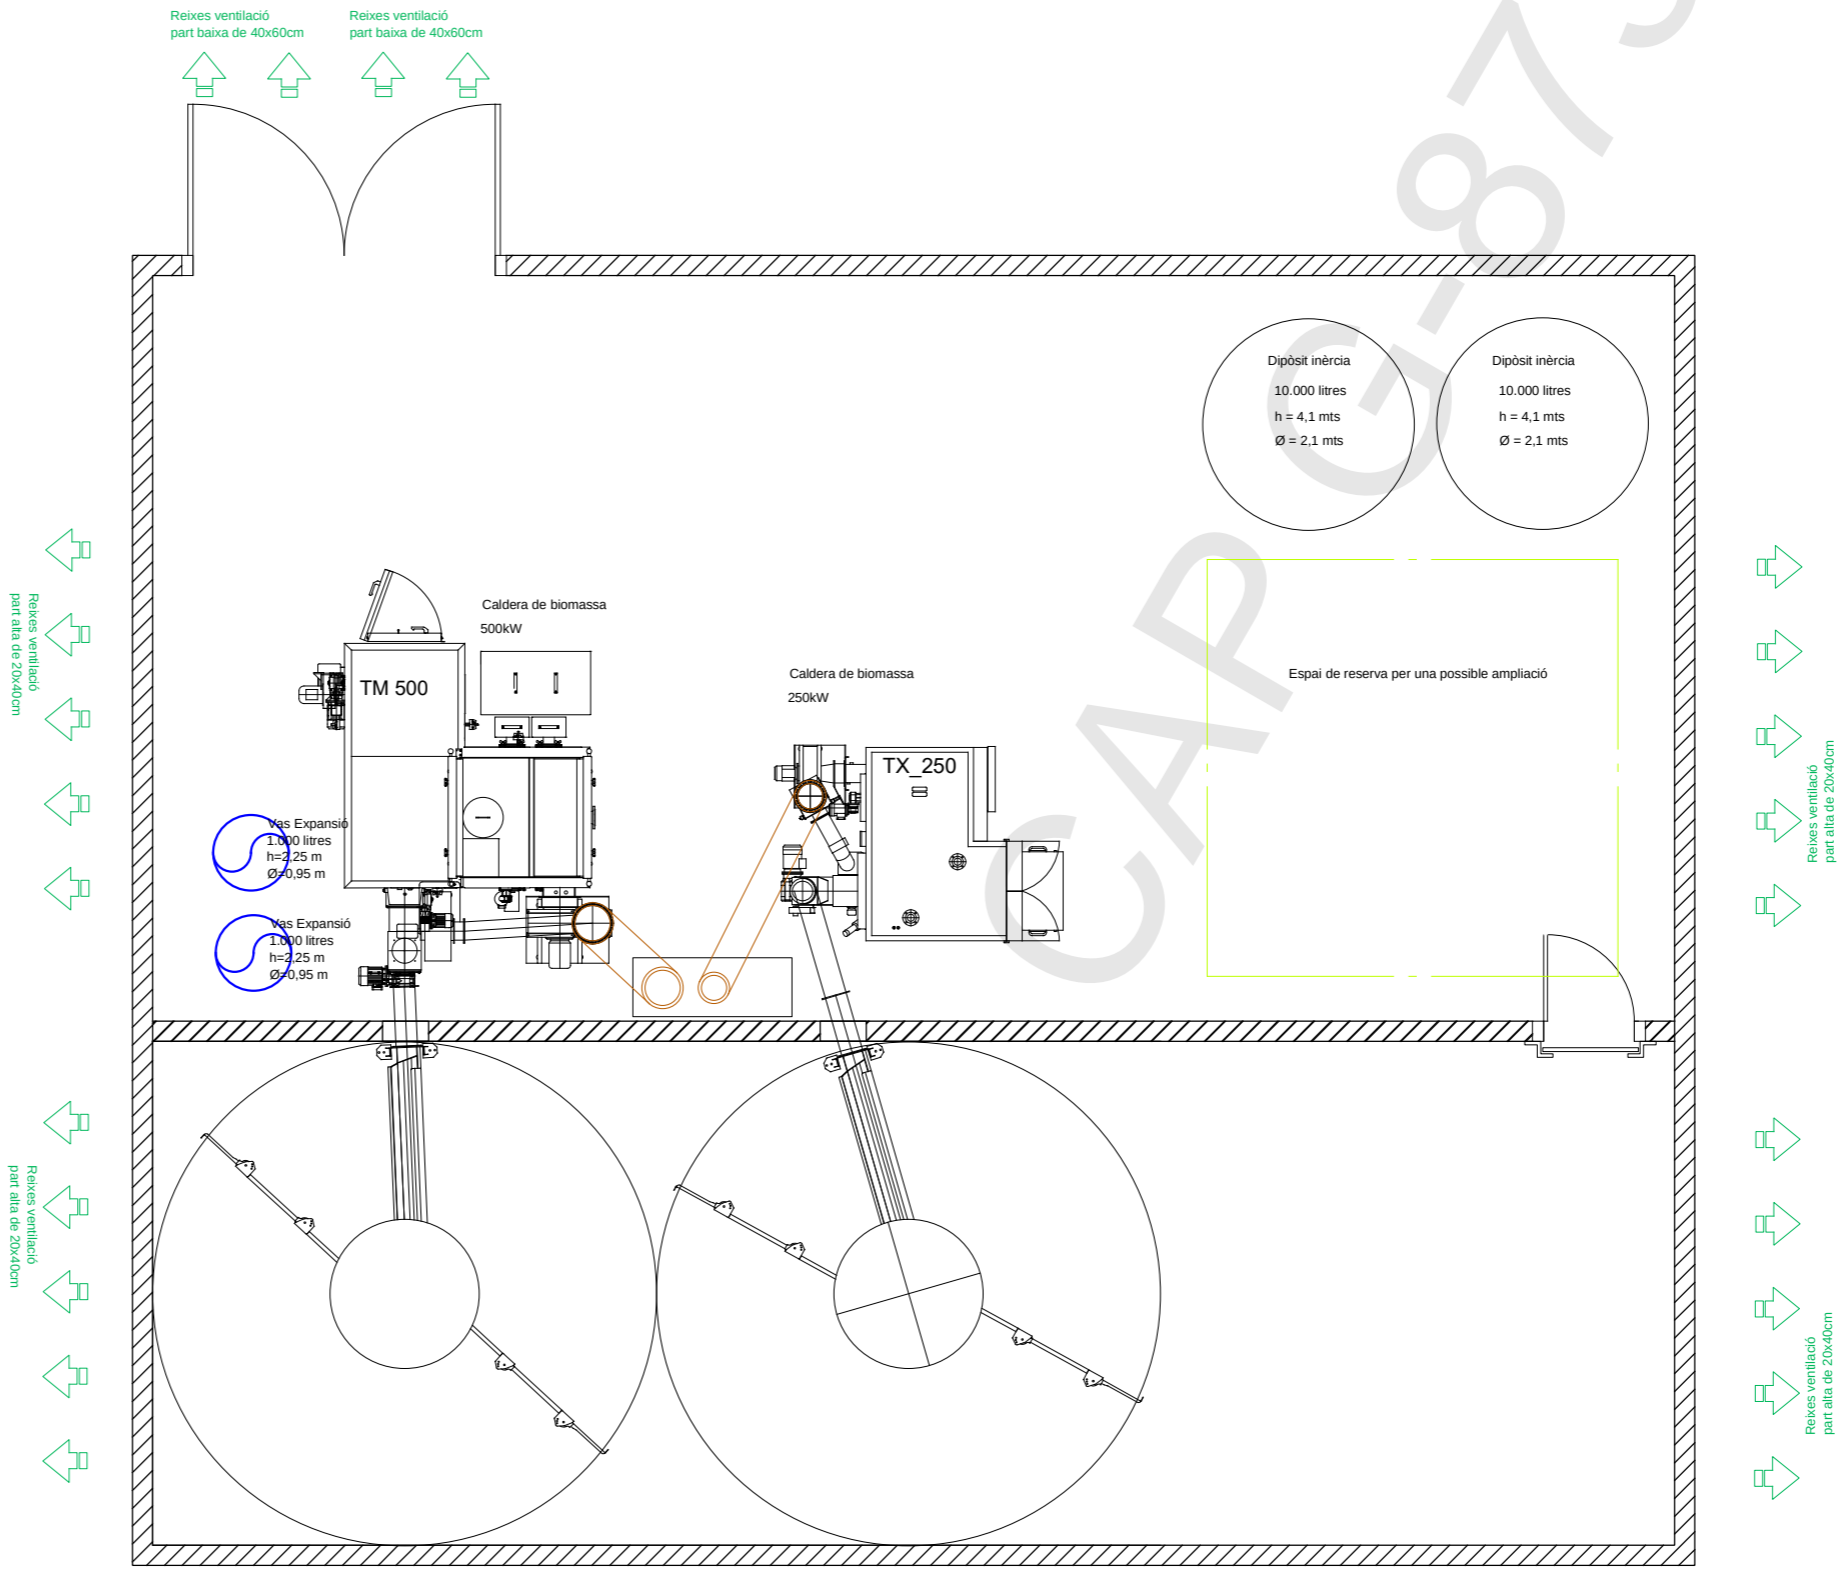 Reixes ventilació
part baixa de 40x60cm
Reixes ventilació
part baixa de 40x60cm
CAP G-875
Dipòsit inèrcia
10.000 litres
h = 4,1 mts
Ø = 2,1 mts
Dipòsit inèrcia
10.000 litres
h = 4,1 mts
Ø = 2,1 mts
Reixes ventilació
part alta de 20x40cm
Caldera de biomassa
500kW
TM 500
Caldera de biomassa
250kW
TX_250
Espai de reserva per una possible ampliació
Reixes ventilació
part alta de 20x40cm
Vas Expansió
1.000 litres
h=2,25 m
Ø=0,95 m
Vas Expansió
1.000 litres
h=2,25 m
Ø=0,95 m
Reixes ventilació
part alta de 20x40cm
Reixes ventilació
part alta de 20x40cm